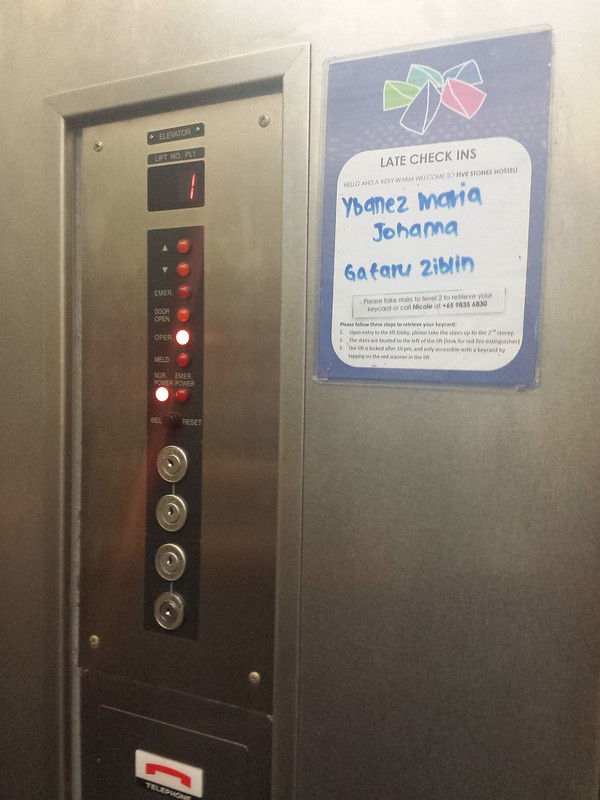 ELEVATOR
LIFT NO. PL1
1
EMER.
DOOR
OPEN
OPER.
MELD
NOR. EMER.
POWER POWER
BEL RESET
TELEPHONE
LATE CHECK INS
HELLO AND A VERY WARM WELCOME TO FIVE STONES HOSTEL!
Ybanez Maria
Johanna
Gafaru Ziblin
Please take stairs to level 2 to retrieve your
keycard or call Nicole at +65 9835 6830
Please follow these steps to retrieve your keycard:
1. Upon entry to the lift lobby, please take the stairs up to the 2nd storey.
2. The stairs are located to the left of the lift (look for red fire extinguisher)
3. Our lift is locked after 10 pm, and only accessible with a keycard by
tapping on the red scanner in the lift